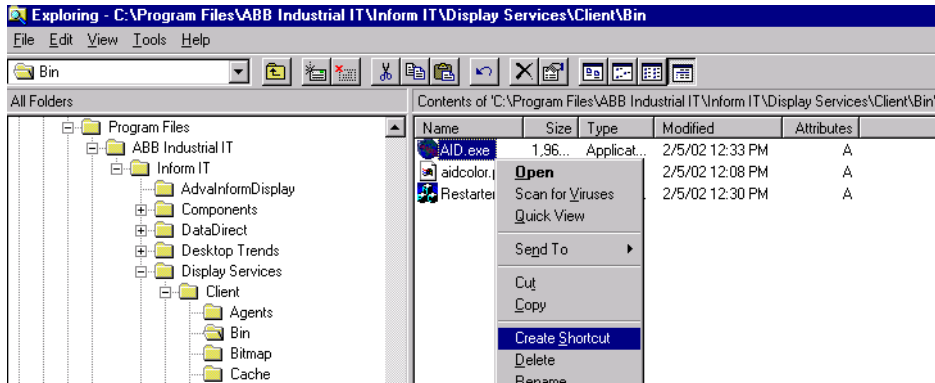 Exploring - C:\Program Files\ABB Industrial IT\Inform IT\Display Services\Client\Bin
File Edit View Tools Help
Bin
All Folders
Contents of 'C:\Program Files\ABB Industrial IT\Inform IT\Display Services\Client\Bin'
Name Size Type Modified Attributes
Program Files
ABB Industrial IT
Inform IT
AdvaInformDisplay
Components
DataDirect
Desktop Trends
Display Services
Client
Agents
Bin
Bitmap
Cache
AID.exe 1,96... Applicat... 2/5/02 12:33 PM A
aidcolor. 2/5/02 12:08 PM A
Restarter 2/5/02 12:30 PM A
Open
Scan for Viruses
Quick View
Send To
Cut
Copy
Create Shortcut
Delete
Rename